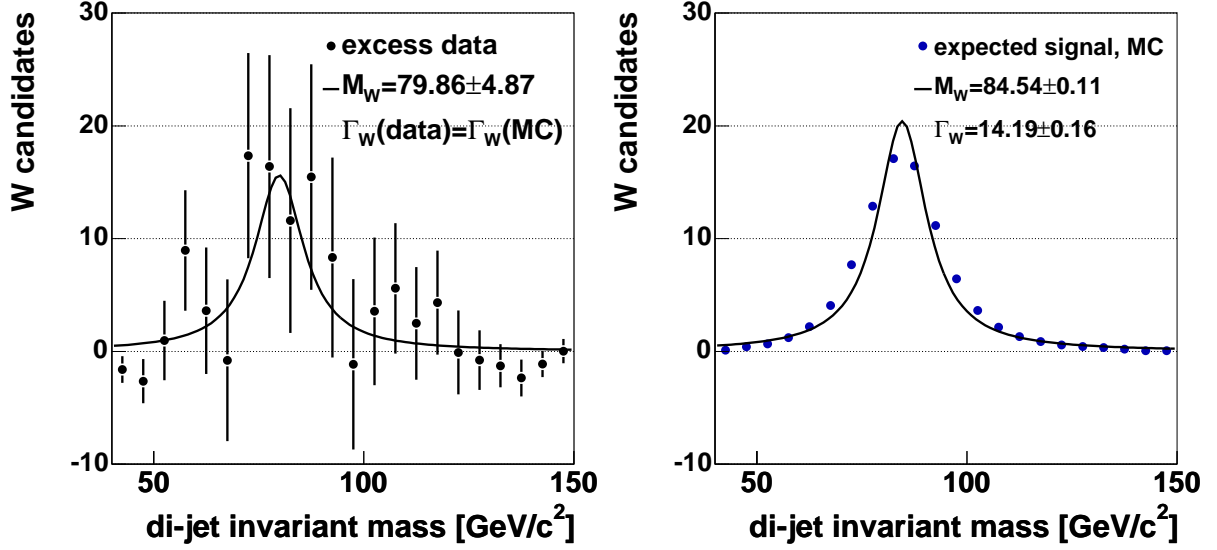 30
20
10
0
-10
50
100
150
W candidates
di-jet invariant mass [GeV/c²]
excess data
M_W=79.86±4.87
Γ_W(data)=Γ_W(MC)
30
20
10
0
-10
50
100
150
W candidates
di-jet invariant mass [GeV/c²]
expected signal, MC
M_W=84.54±0.11
Γ_W=14.19±0.16